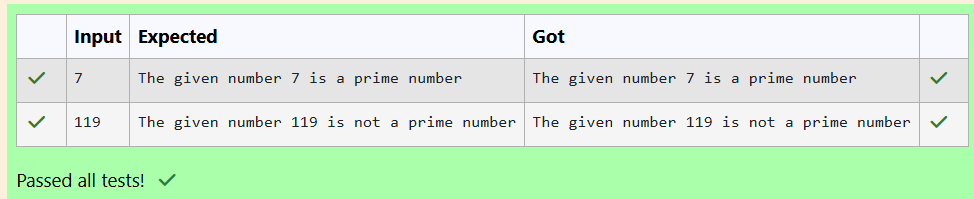 Input Expected Got
7 The given number 7 is a prime number The given number 7 is a prime number
119 The given number 119 is not a prime number The given number 119 is not a prime number
Passed all tests!